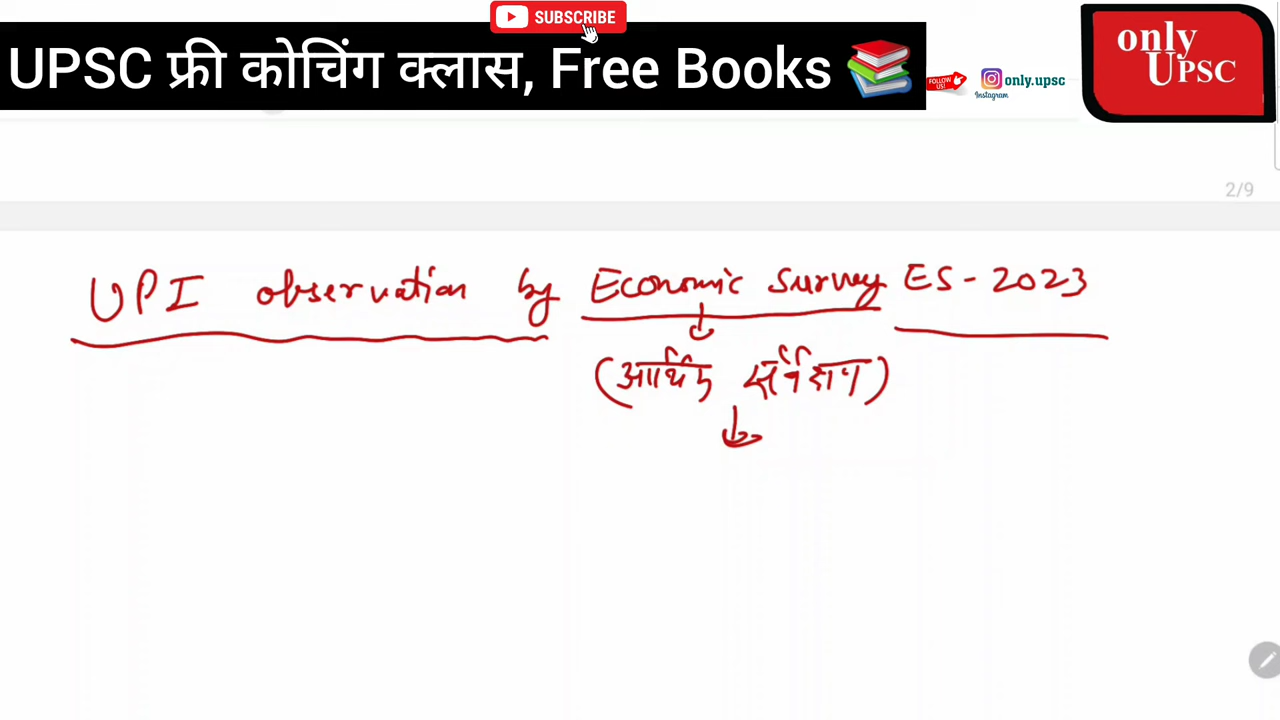 SUBSCRIBE
UPSC फ्री कोचिंग क्लास, Free Books
FOLLOW US!
only.upsc
Instagram
only UPSC
2/9
UPI observation by Economic Survey ES-2023
(आर्थिक सर्वेक्षण)